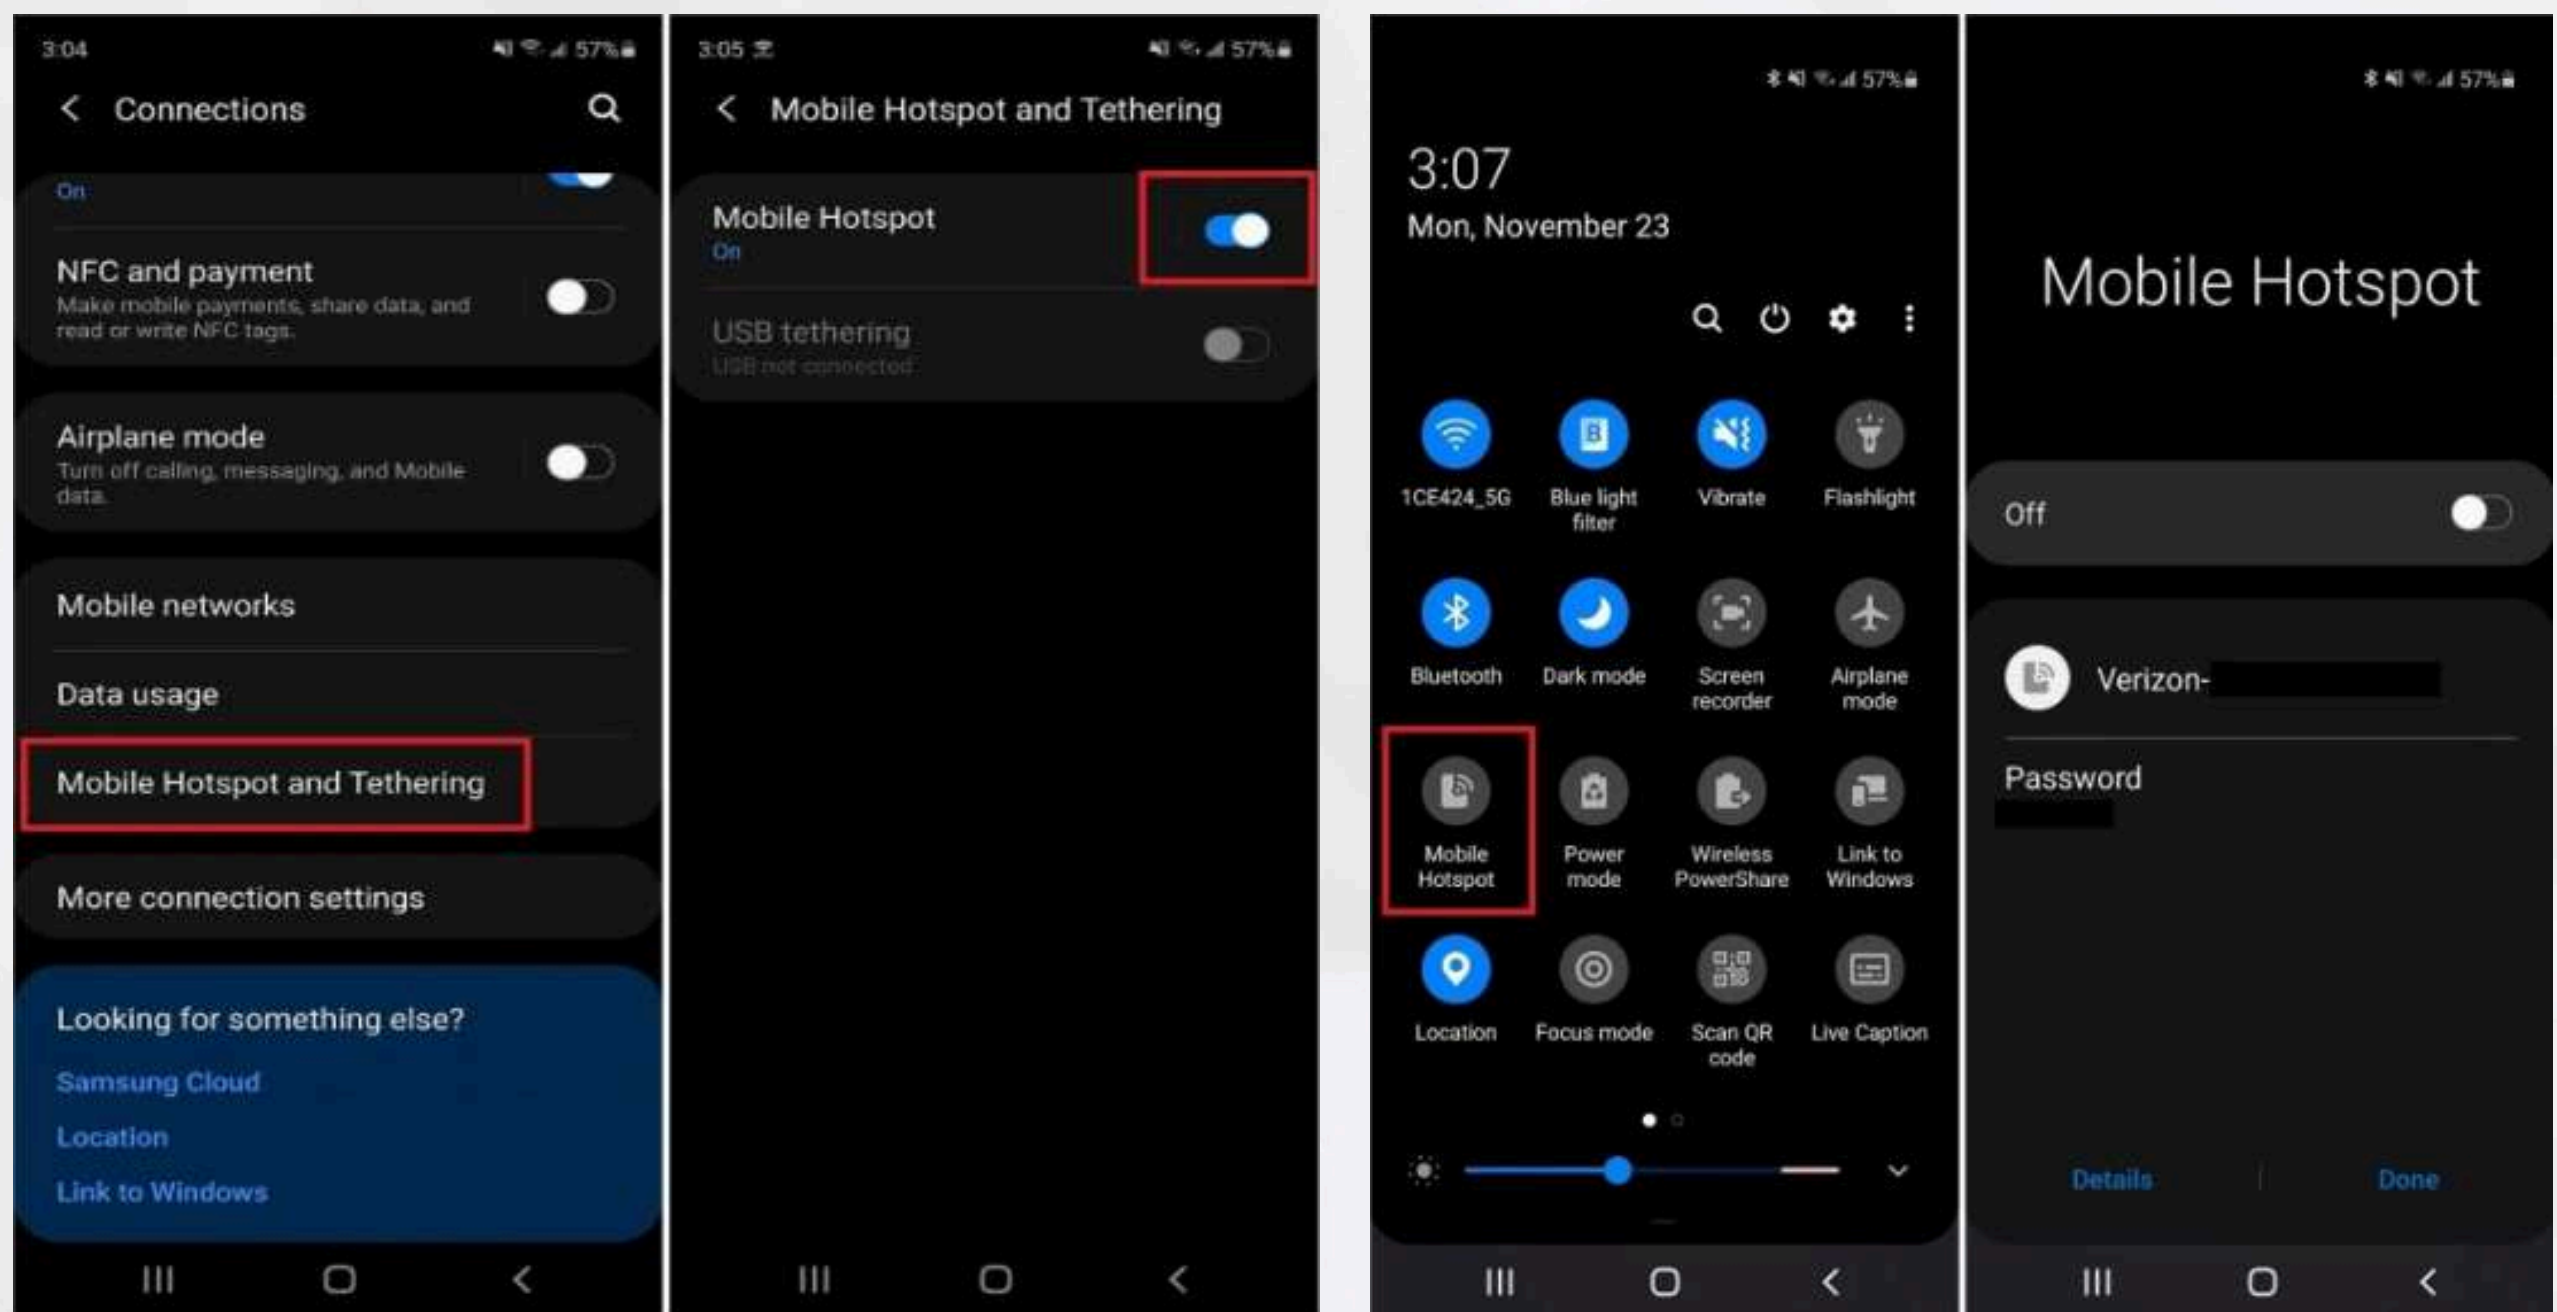 3:04
57%
Connections
On
NFC and payment
Make mobile payments, share data, and
read or write NFC tags.
Airplane mode
Turn off calling, messaging, and Mobile
data.
Mobile networks
Data usage
Mobile Hotspot and Tethering
More connection settings
Looking for something else?
Samsung Cloud
Location
Link to Windows
3:05
57%
Mobile Hotspot and Tethering
Mobile Hotspot
On
USB tethering
USB not connected
57%
3:07
Mon, November 23
1CE424_5G
Blue light
filter
Vibrate
Flashlight
Bluetooth
Dark mode
Screen
recorder
Airplane
mode
Mobile
Hotspot
Power
mode
Wireless
PowerShare
Link to
Windows
Location
Focus mode
Scan QR
code
Live Caption
57%
Mobile Hotspot
Off
Verizon-
Password
Details
Done